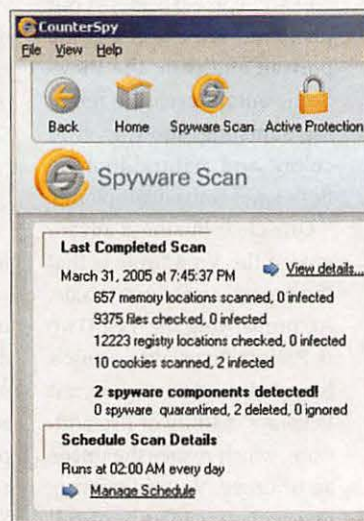 CounterSpy
File View Help
Back Home Spyware Scan Active Protection
Spyware Scan
Last Completed Scan
March 31, 2005 at 7:45:37 PM View details...
657 memory locations scanned, 0 infected
9375 files checked, 0 infected
12223 registry locations checked, 0 infected
10 cookies scanned, 2 infected
2 spyware components detected!
0 spyware quarantined, 2 deleted, 0 ignored
Schedule Scan Details
Runs at 02:00 AM every day
Manage Schedule